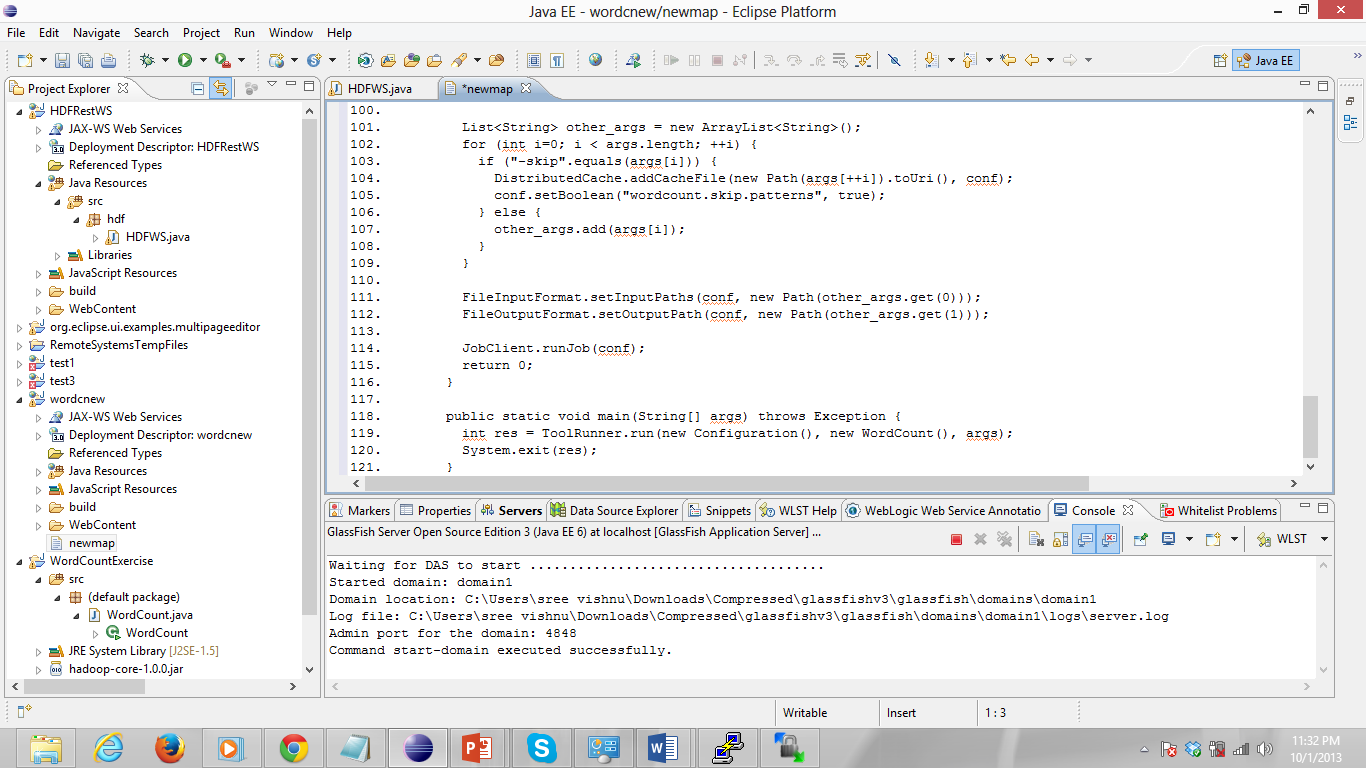 Java EE - wordcnew/newmap - Eclipse Platform
File Edit Navigate Search Project Run Window Help
Java EE
Project Explorer
HDFRestWS
JAX-WS Web Services
Deployment Descriptor: HDFRestWS
Referenced Types
Java Resources
src
hdf
HDFWS.java
Libraries
JavaScript Resources
build
WebContent
org.eclipse.ui.examples.multipageeditor
RemoteSystemsTempFiles
test1
test3
wordcnew
JAX-WS Web Services
Deployment Descriptor: wordcnew
Referenced Types
Java Resources
JavaScript Resources
build
WebContent
newmap
WordCountExercise
src
(default package)
WordCount.java
WordCount
JRE System Library [J2SE-1.5]
hadoop-core-1.0.0.jar
HDFWS.java *newmap
100.
101. List<String> other_args = new ArrayList<String>();
102. for (int i=0; i < args.length; ++i) {
103. if ("-skip".equals(args[i])) {
104. DistributedCache.addCacheFile(new Path(args[++i]).toUri(), conf);
105. conf.setBoolean("wordcount.skip.patterns", true);
106. } else {
107. other_args.add(args[i]);
108. }
109. }
110.
111. FileInputFormat.setInputPaths(conf, new Path(other_args.get(0)));
112. FileOutputFormat.setOutputPath(conf, new Path(other_args.get(1)));
113.
114. JobClient.runJob(conf);
115. return 0;
116. }
117.
118. public static void main(String[] args) throws Exception {
119. int res = ToolRunner.run(new Configuration(), new WordCount(), args);
120. System.exit(res);
121. }
Markers Properties Servers Data Source Explorer Snippets WLST Help WebLogic Web Service Annotatio Console Whitelist Problems
GlassFish Server Open Source Edition 3 (Java EE 6) at localhost [GlassFish Application Server] ...
WLST
Waiting for DAS to start .....................................
Started domain: domain1
Domain location: C:\Users\sree vishnu\Downloads\Compressed\glassfishv3\glassfish\domains\domain1
Log file: C:\Users\sree vishnu\Downloads\Compressed\glassfishv3\glassfish\domains\domain1\logs\server.log
Admin port for the domain: 4848
Command start-domain executed successfully.
Writable Insert 1 : 3
11:32 PM
10/1/2013